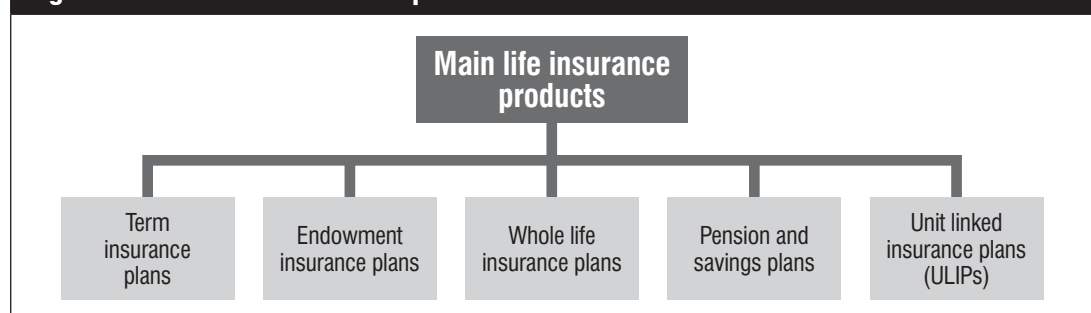 Main life insurance
products
Term
insurance
plans
Endowment
insurance plans
Whole life
insurance plans
Pension and
savings plans
Unit linked
insurance plans
(ULIPs)